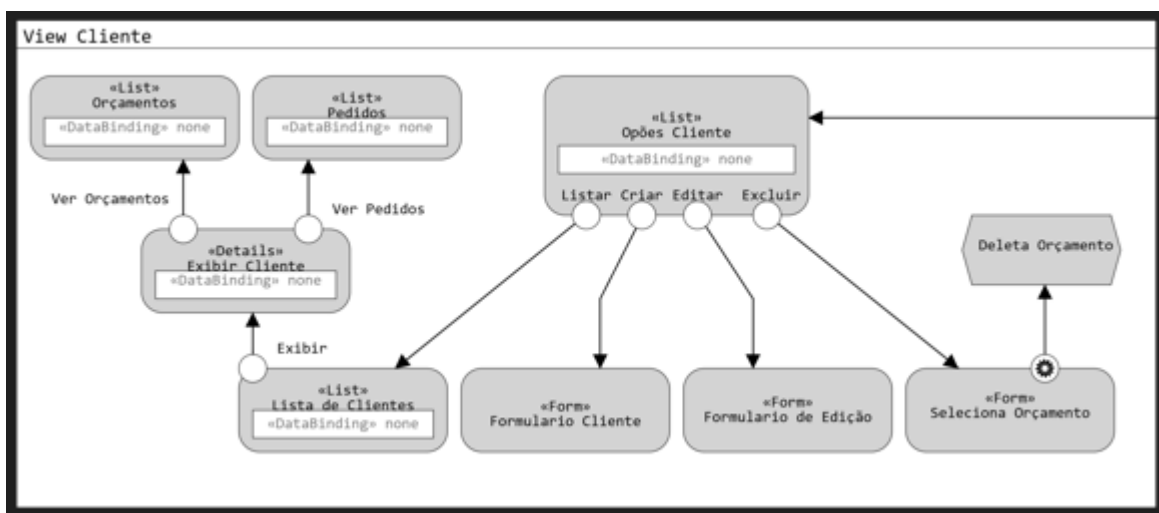 View Cliente
«List»
Orçamentos
«DataBinding» none
«List»
Pedidos
«DataBinding» none
«List»
Opões Cliente
«DataBinding» none
Listar Criar Editar Excluir
Ver Orçamentos
Ver Pedidos
«Details»
Exibir Cliente
«DataBinding» none
Deleta Orçamento
Exibir
«List»
Lista de Clientes
«DataBinding» none
«Form»
Formulario Cliente
«Form»
Formulario de Edição
«Form»
Seleciona Orçamento